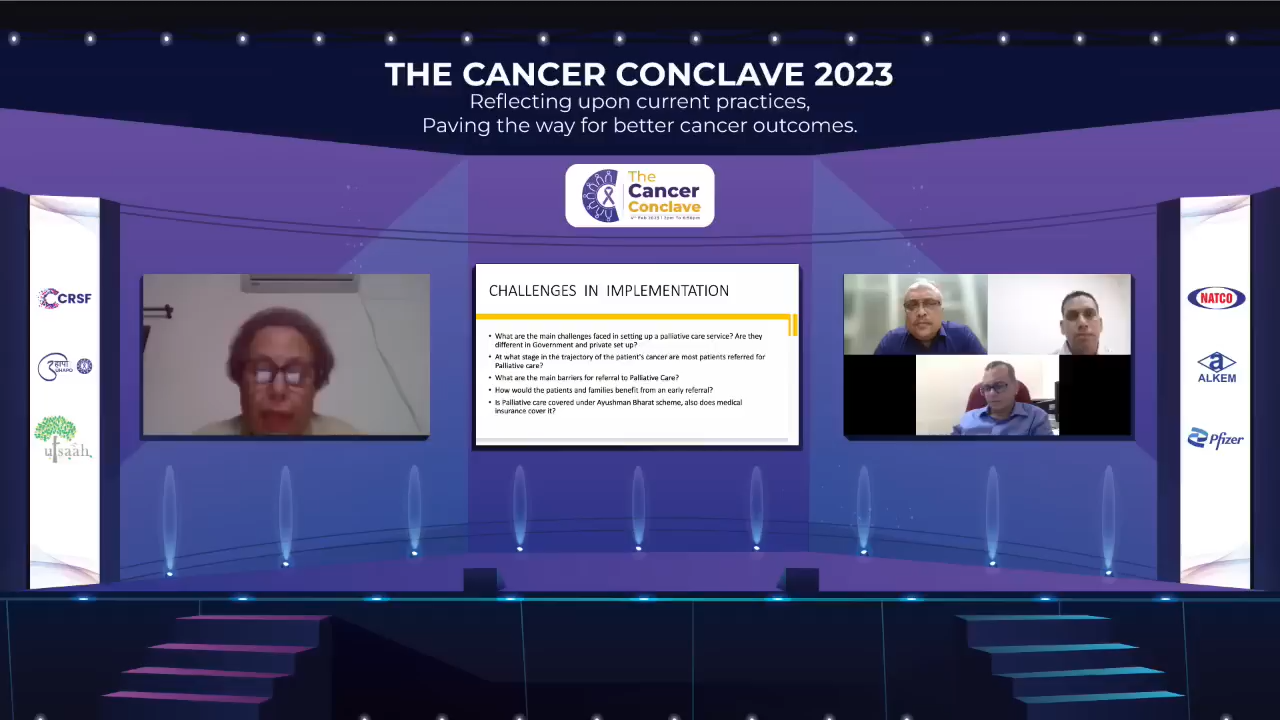 THE CANCER CONCLAVE 2023
Reflecting upon current practices,
Paving the way for better cancer outcomes.
The
Cancer
Conclave
CRSF
utsaah
CHALLENGES IN IMPLEMENTATION
• What are the main challenges faced in setting up a palliative care service? Are they
different in Government and private set up?
• At what stage in the trajectory of the patient's cancer are most patients referred for
Palliative care?
• What are the main barriers for referral to Palliative Care?
• How would the patients and families benefit from an early referral?
• Is Palliative care covered under Ayushman Bharat scheme, also does medical
insurance cover it?
NATCO
ALKEM
Pfizer